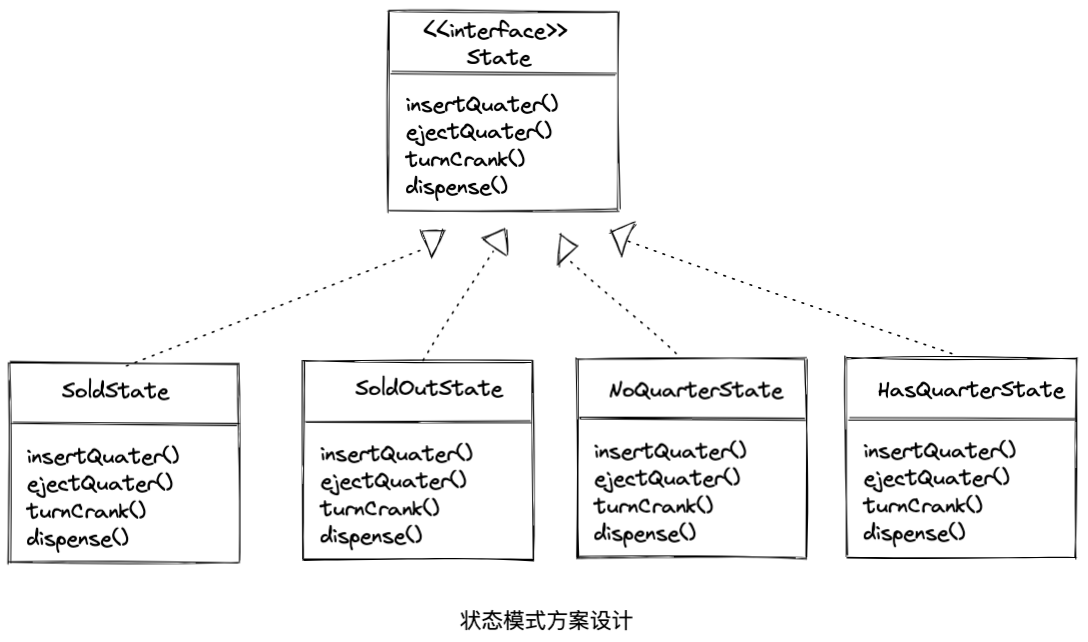 <<interface>>
State
insertQuater()
ejectQuater()
turnCrank()
dispense()
SoldState
insertQuater()
ejectQuater()
turnCrank()
dispense()
SoldOutState
insertQuater()
ejectQuater()
turnCrank()
dispense()
NoQuarterState
insertQuater()
ejectQuater()
turnCrank()
dispense()
HasQuarterState
insertQuater()
ejectQuater()
turnCrank()
dispense()
状态模式方案设计